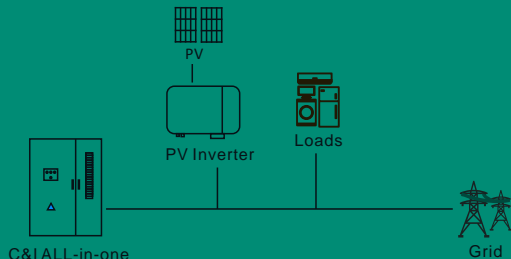 PV
PV Inverter
Loads
C&I ALL-in-one
Grid